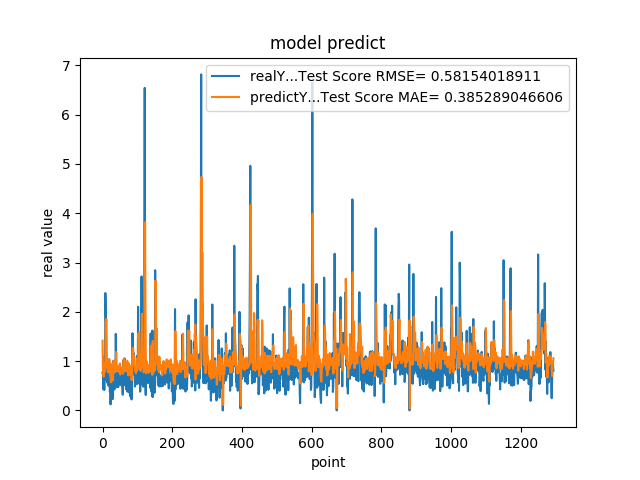 model predict
realY...Test Score RMSE= 0.58154018911
predictY...Test Score MAE= 0.385289046606
7
6
5
4
3
2
1
0
real value
0 200 400 600 800 1000 1200
point